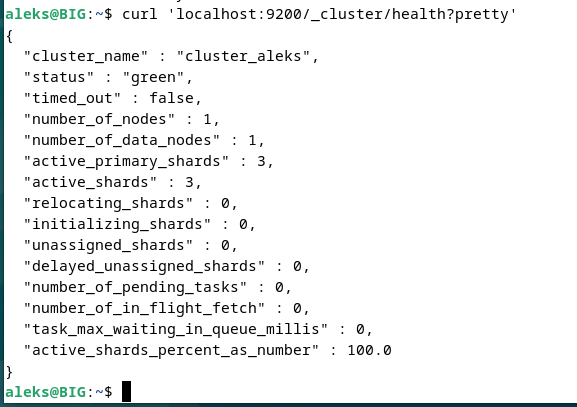 aleks@BIG:~$ curl 'localhost:9200/_cluster/health?pretty'
{
  "cluster_name" : "cluster_aleks",
  "status" : "green",
  "timed_out" : false,
  "number_of_nodes" : 1,
  "number_of_data_nodes" : 1,
  "active_primary_shards" : 3,
  "active_shards" : 3,
  "relocating_shards" : 0,
  "initializing_shards" : 0,
  "unassigned_shards" : 0,
  "delayed_unassigned_shards" : 0,
  "number_of_pending_tasks" : 0,
  "number_of_in_flight_fetch" : 0,
  "task_max_waiting_in_queue_millis" : 0,
  "active_shards_percent_as_number" : 100.0
}
aleks@BIG:~$